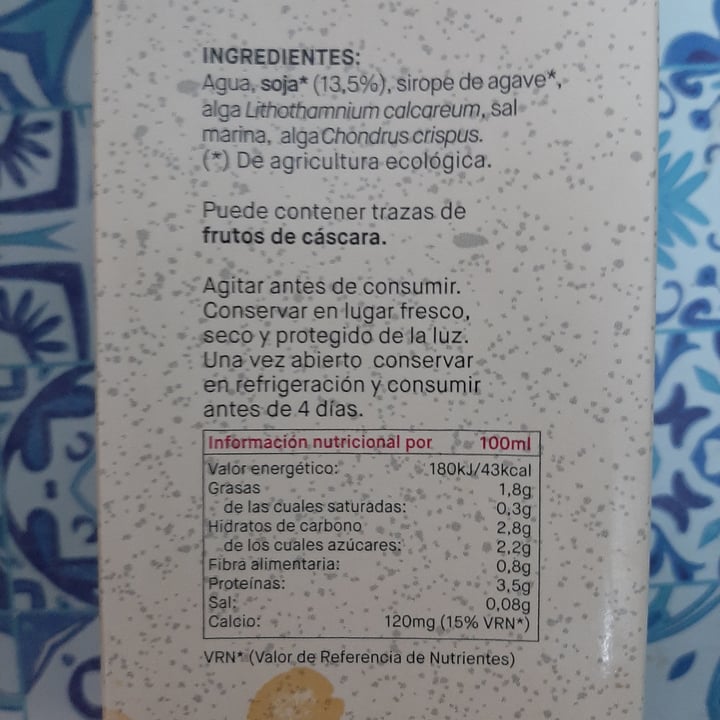 INGREDIENTES:
Agua, soja* (13,5%), sirope de agave*,
alga Lithothamnium calcareum, sal
marina, alga Chondrus crispus.
(*) De agricultura ecológica.
Puede contener trazas de
frutos de cáscara.
Agitar antes de consumir.
Conservar en lugar fresco,
seco y protegido de la luz.
Una vez abierto conservar
en refrigeración y consumir
antes de 4 días.
Información nutricional por 100ml
Valor energético: 180kJ/43kcal
Grasas 1,8g
de las cuales saturadas: 0,3g
Hidratos de carbono 2,8g
de los cuales azúcares: 2,2g
Fibra alimentaria: 0,8g
Proteínas: 3,5g
Sal: 0,08g
Calcio: 120mg (15% VRN*)
VRN* (Valor de Referencia de Nutrientes)